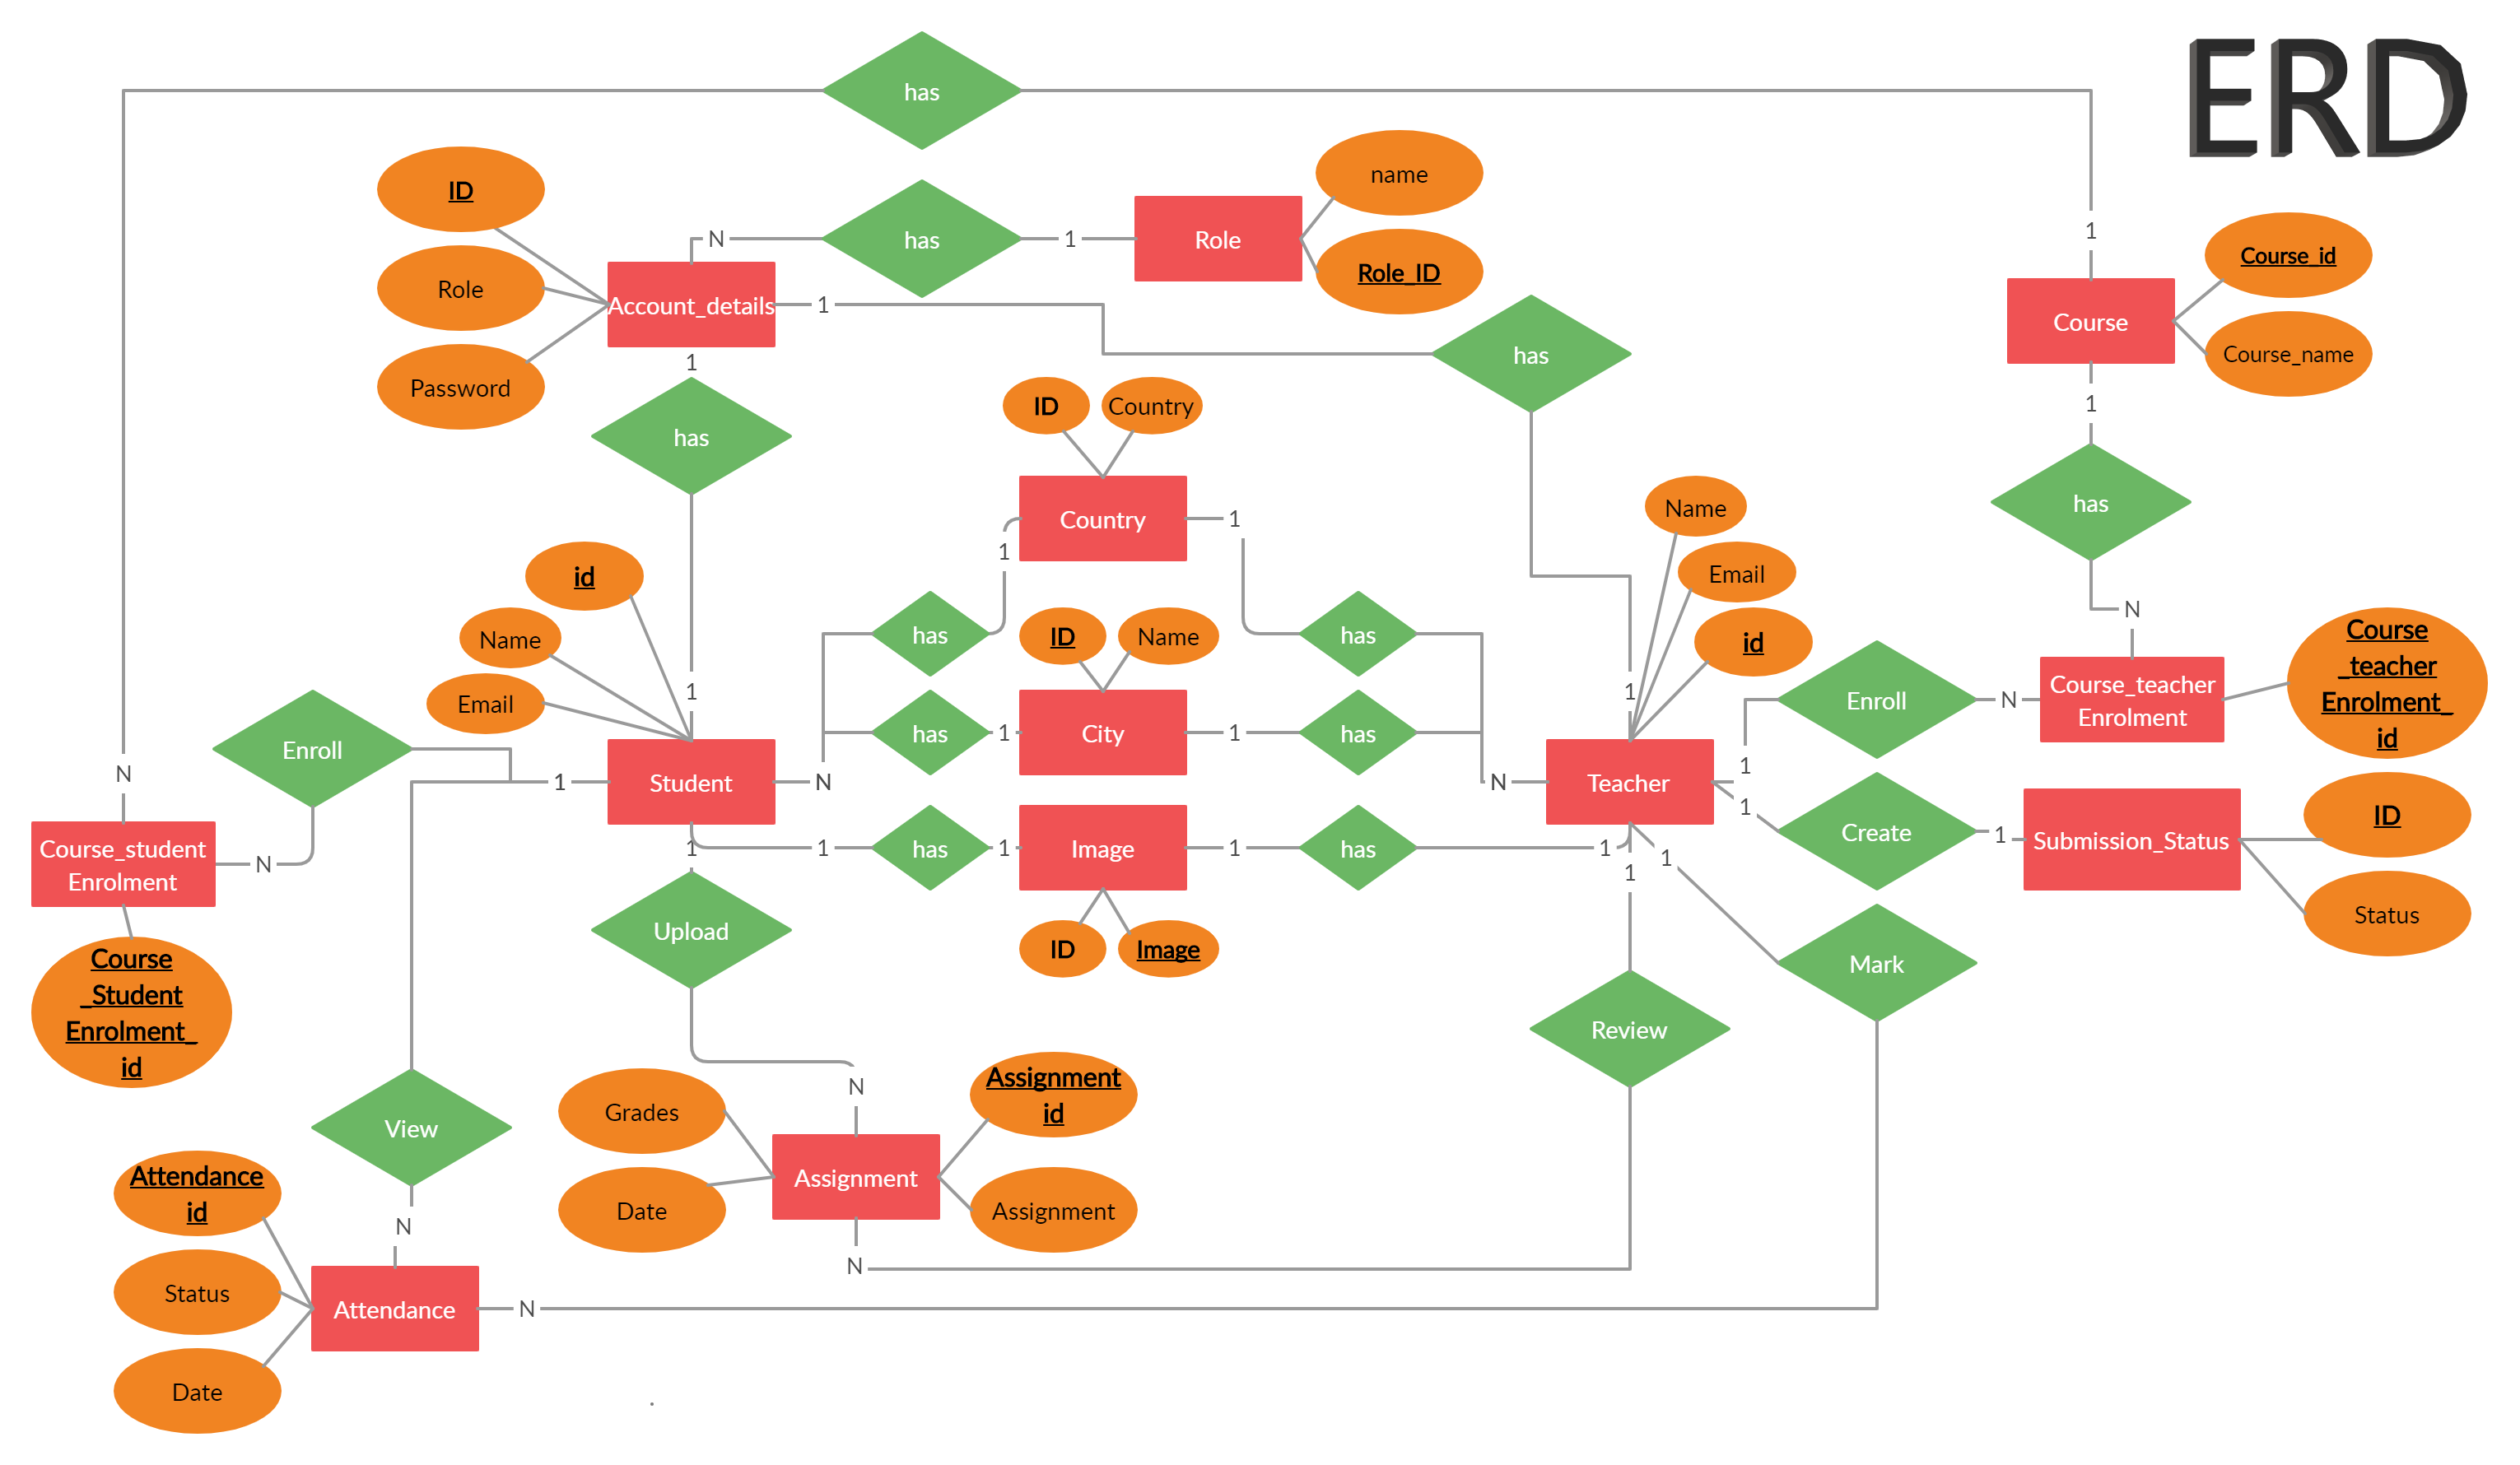 ERD
has
ID
name
N
has
1
Role
Role_ID
1
Course_id
Role
Account_details
1
Course
Course_name
has
1
Password
ID
Country
1
has
has
Country
1
Name
1
id
Email
N
Name
has
ID
Name
has
id
Course
_teacher
Enrolment_
id
Email
1
1
Enroll
N
Course_teacher
Enrolment
has
1
City
1
has
Enroll
N
1
Student
N
N
Teacher
1
1
Create
1
Submission_Status
ID
Course_student
Enrolment
N
1
1
has
1
Image
1
has
1
1
1
Status
Upload
ID
Image
Mark
Course
_Student
Enrolment_
id
Review
N
Assignment
id
Grades
View
Assignment
Date
Assignment
Attendance
id
N
N
Status
Attendance
N
Date
.